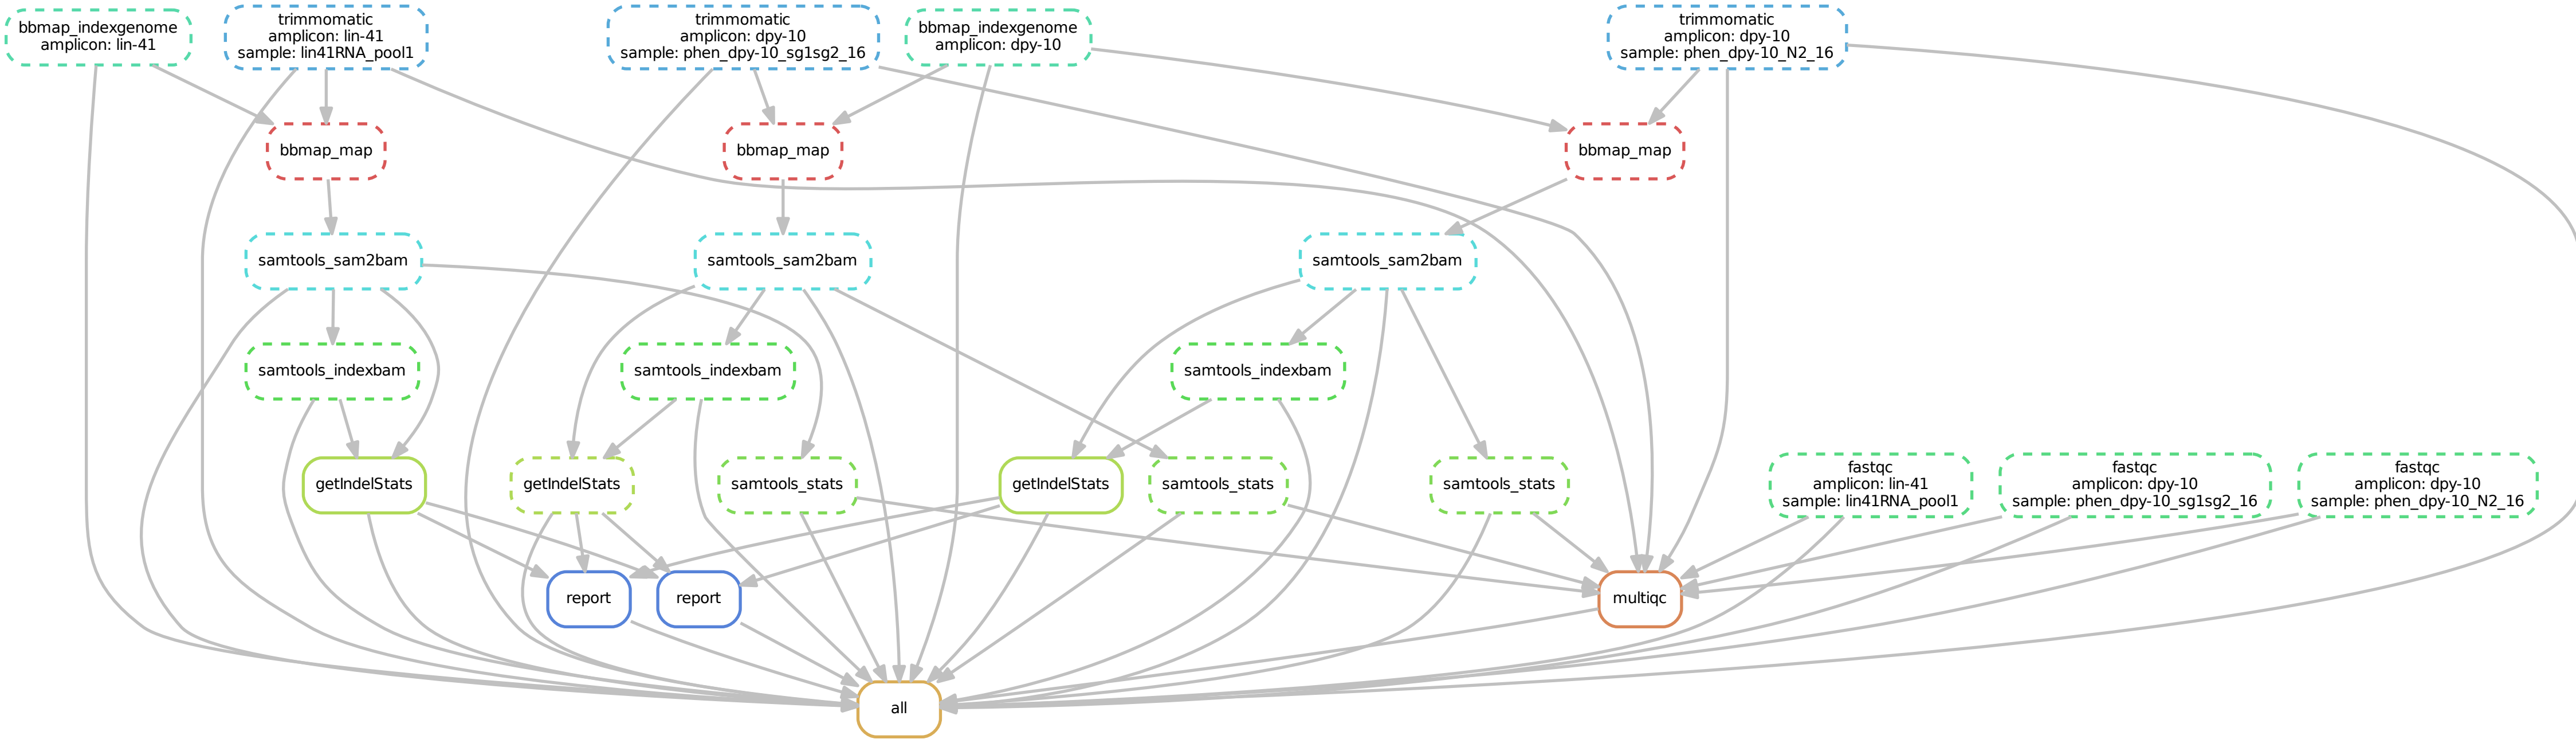 bbmap_indexgenome
amplicon: lin-41
trimmomatic
amplicon: lin-41
sample: lin41RNA_pool1
trimmomatic
amplicon: dpy-10
sample: phen_dpy-10_sg1sg2_16
bbmap_indexgenome
amplicon: dpy-10
trimmomatic
amplicon: dpy-10
sample: phen_dpy-10_N2_16
bbmap_map
bbmap_map
bbmap_map
samtools_sam2bam
samtools_sam2bam
samtools_sam2bam
samtools_indexbam
samtools_indexbam
samtools_indexbam
getIndelStats
getIndelStats
samtools_stats
getIndelStats
samtools_stats
samtools_stats
fastqc
amplicon: lin-41
sample: lin41RNA_pool1
fastqc
amplicon: dpy-10
sample: phen_dpy-10_sg1sg2_16
fastqc
amplicon: dpy-10
sample: phen_dpy-10_N2_16
report
report
multiqc
all